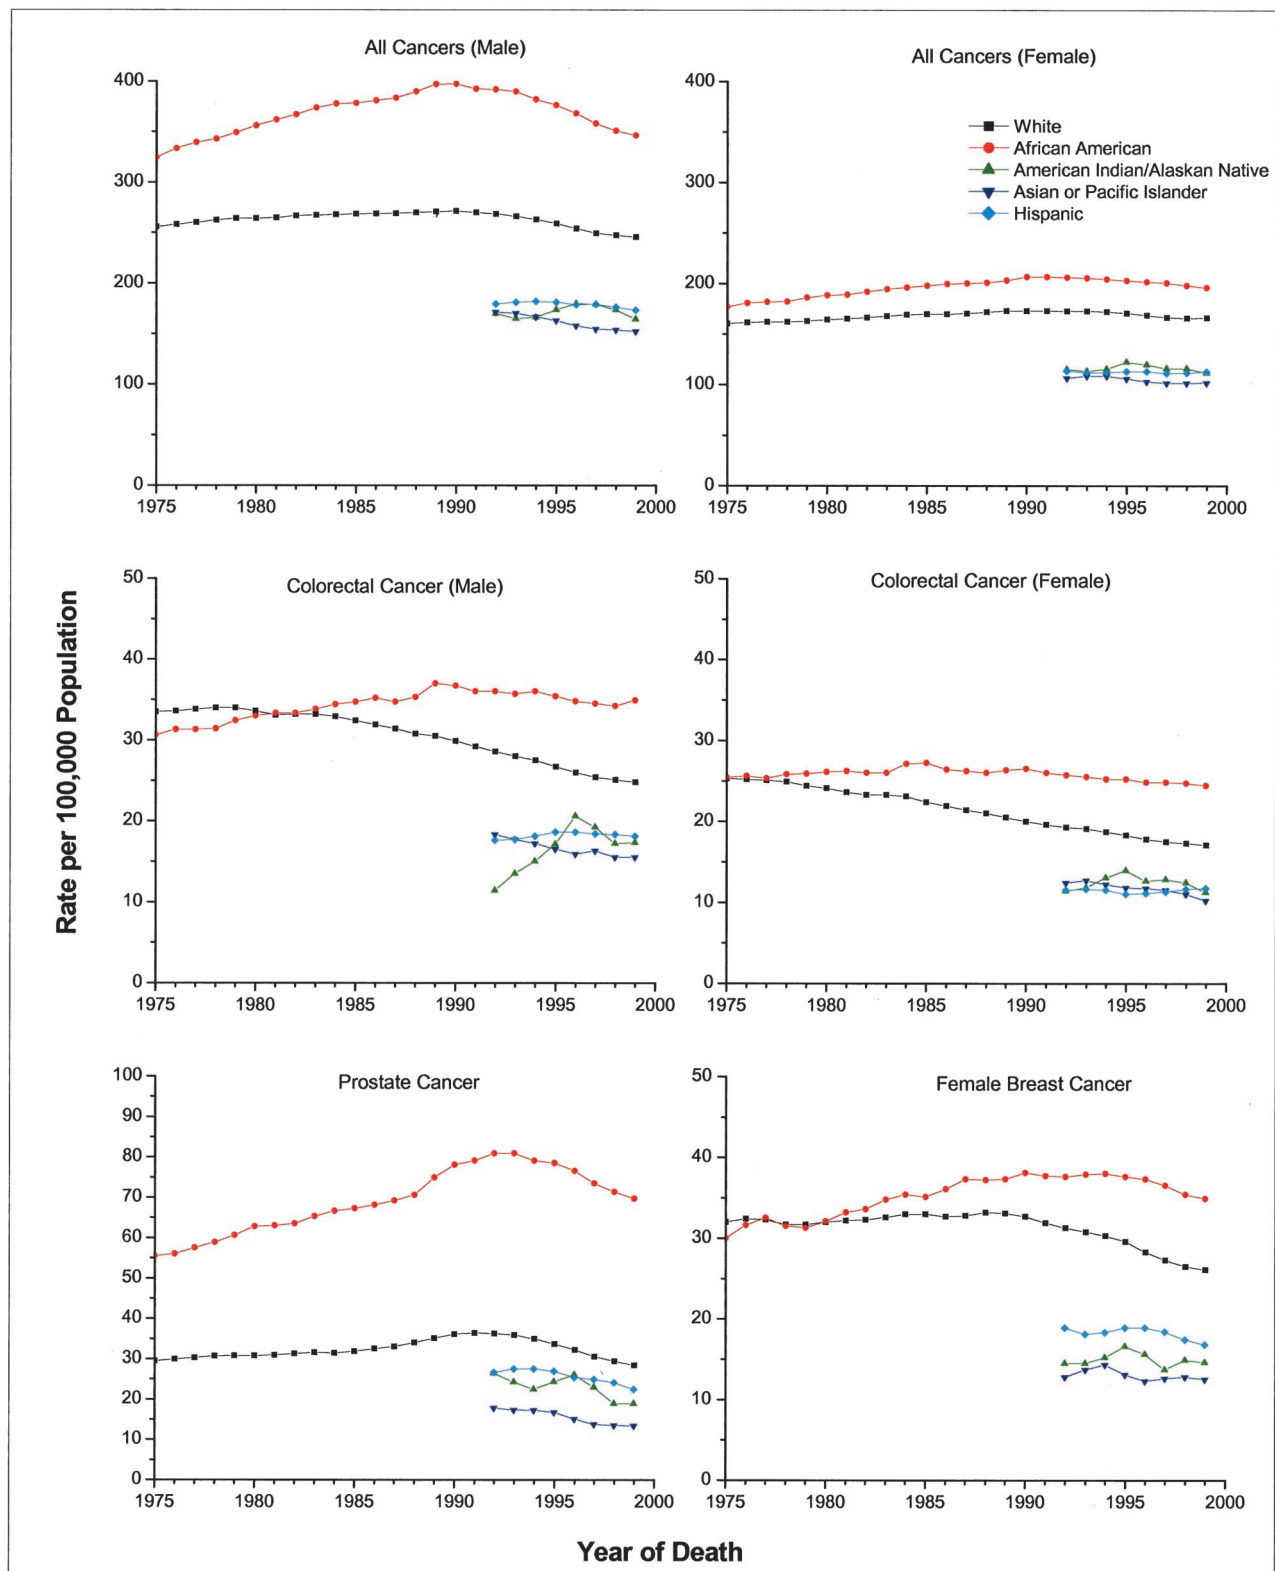 All Cancers (Male)
400
300
200
100
0
1975 1980 1985 1990 1995 2000
All Cancers (Female)
400
300
200
100
0
1975 1980 1985 1990 1995 2000
White
African American
American Indian/Alaskan Native
Asian or Pacific Islander
Hispanic
Rate per 100,000 Population
Colorectal Cancer (Male)
50
40
30
20
10
0
1975 1980 1985 1990 1995 2000
Colorectal Cancer (Female)
50
40
30
20
10
0
1975 1980 1985 1990 1995 2000
Prostate Cancer
100
90
80
70
60
50
40
30
20
10
0
1975 1980 1985 1990 1995 2000
Female Breast Cancer
50
40
30
20
10
0
1975 1980 1985 1990 1995 2000
Year of Death